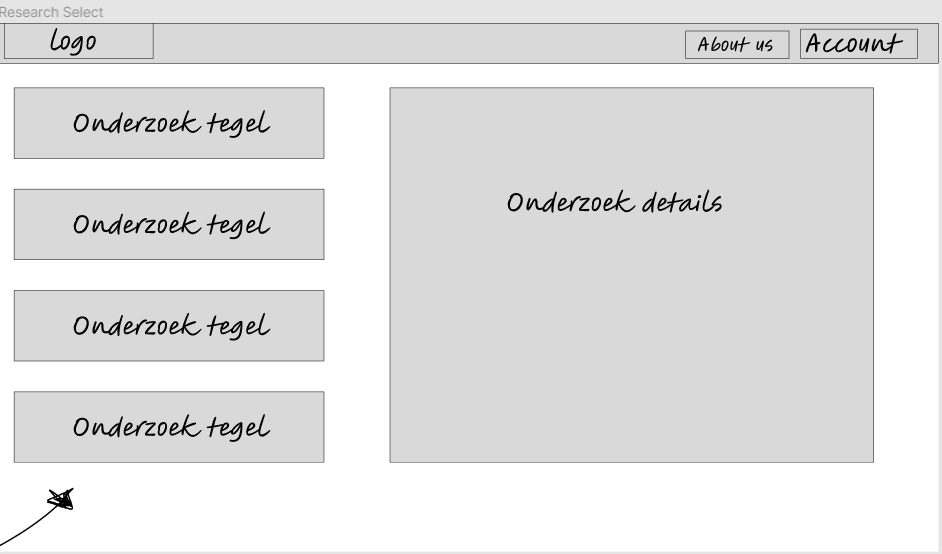 Research Select
logo
About us
Account
Onderzoek tegel
Onderzoek tegel
Onderzoek tegel
Onderzoek tegel
Onderzoek details